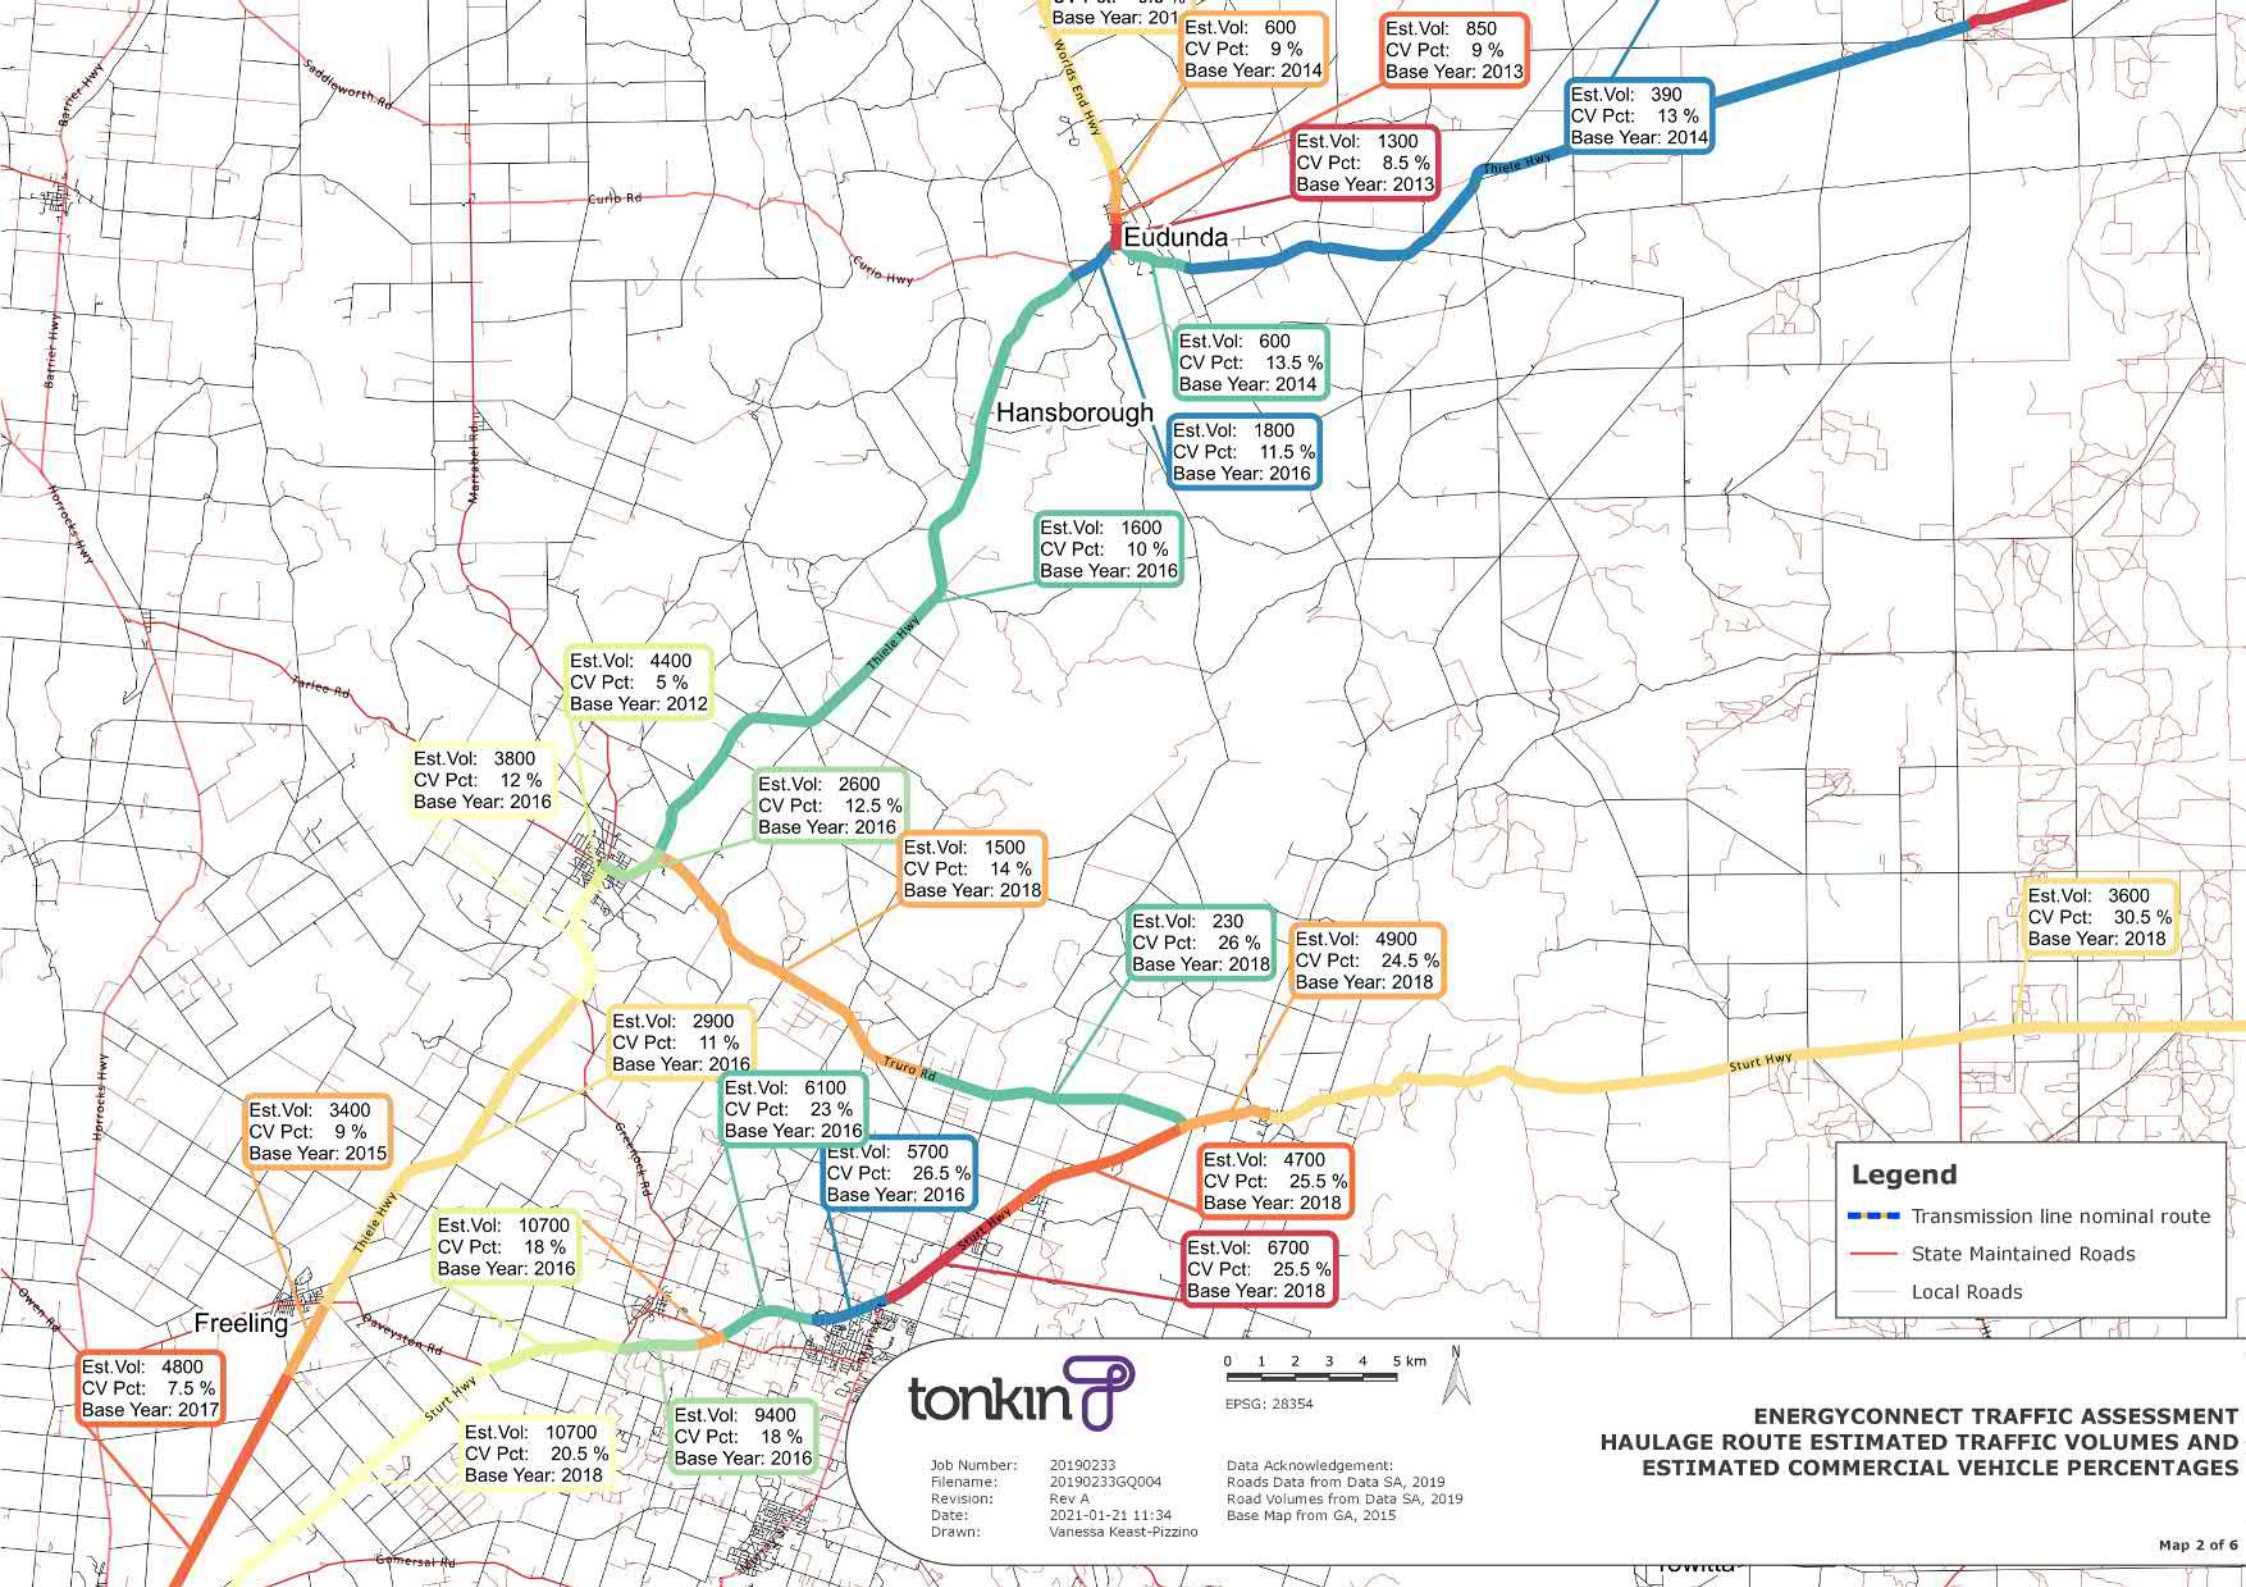 Base Year: 201
Est.Vol: 600
CV Pct: 9 %
Base Year: 2014
Est.Vol: 850
CV Pct: 9 %
Base Year: 2013
Est.Vol: 390
CV Pct: 13 %
Base Year: 2014
Est.Vol: 1300
CV Pct: 8.5 %
Base Year: 2013
Barrier Hwy
Saddleworth Rd
Worlds End Hwy
Thiele Hwy
Curio Rd
Eudunda
Curio Hwy
Barrier Hwy
Est.Vol: 600
CV Pct: 13.5 %
Base Year: 2014
Hansborough
Est.Vol: 1800
CV Pct: 11.5 %
Base Year: 2016
Marrabel Rd
Horrocks Hwy
Est.Vol: 1600
CV Pct: 10 %
Base Year: 2016
Thiele Hwy
Tarlee Rd
Est.Vol: 4400
CV Pct: 5 %
Base Year: 2012
Est.Vol: 3800
CV Pct: 12 %
Base Year: 2016
Est.Vol: 2600
CV Pct: 12.5 %
Base Year: 2016
Est.Vol: 1500
CV Pct: 14 %
Base Year: 2018
Est.Vol: 230
CV Pct: 26 %
Base Year: 2018
Est.Vol: 4900
CV Pct: 24.5 %
Base Year: 2018
Est.Vol: 3600
CV Pct: 30.5 %
Base Year: 2018
Est.Vol: 2900
CV Pct: 11 %
Base Year: 2016
Truro Rd
Sturt Hwy
Horrocks Hwy
Est.Vol: 3400
CV Pct: 9 %
Base Year: 2015
Est.Vol: 6100
CV Pct: 23 %
Base Year: 2016
Greenock Rd
Est.Vol: 5700
CV Pct: 26.5 %
Base Year: 2016
Est.Vol: 4700
CV Pct: 25.5 %
Base Year: 2018
Thiele Hwy
Est.Vol: 10700
CV Pct: 18 %
Base Year: 2016
Sturt Hwy
Est.Vol: 6700
CV Pct: 25.5 %
Base Year: 2018
Legend
Transmission line nominal route
State Maintained Roads
Local Roads
Owen Rd
Freeling
Daveyston Rd
Est.Vol: 4800
CV Pct: 7.5 %
Base Year: 2017
Sturt Hwy
Est.Vol: 10700
CV Pct: 20.5 %
Base Year: 2018
Est.Vol: 9400
CV Pct: 18 %
Base Year: 2016
Gomersal Rd
tonkin
0 1 2 3 4 5 km
N
EPSG: 28354
Job Number: 20190233
Filename: 20190233GQ004
Revision: Rev A
Date: 2021-01-21 11:34
Drawn: Vanessa Keast-Pizzino
Data Acknowledgement:
Roads Data from Data SA, 2019
Road Volumes from Data SA, 2019
Base Map from GA, 2015
ENERGYCONNECT TRAFFIC ASSESSMENT
HAULAGE ROUTE ESTIMATED TRAFFIC VOLUMES AND
ESTIMATED COMMERCIAL VEHICLE PERCENTAGES
Map 2 of 6